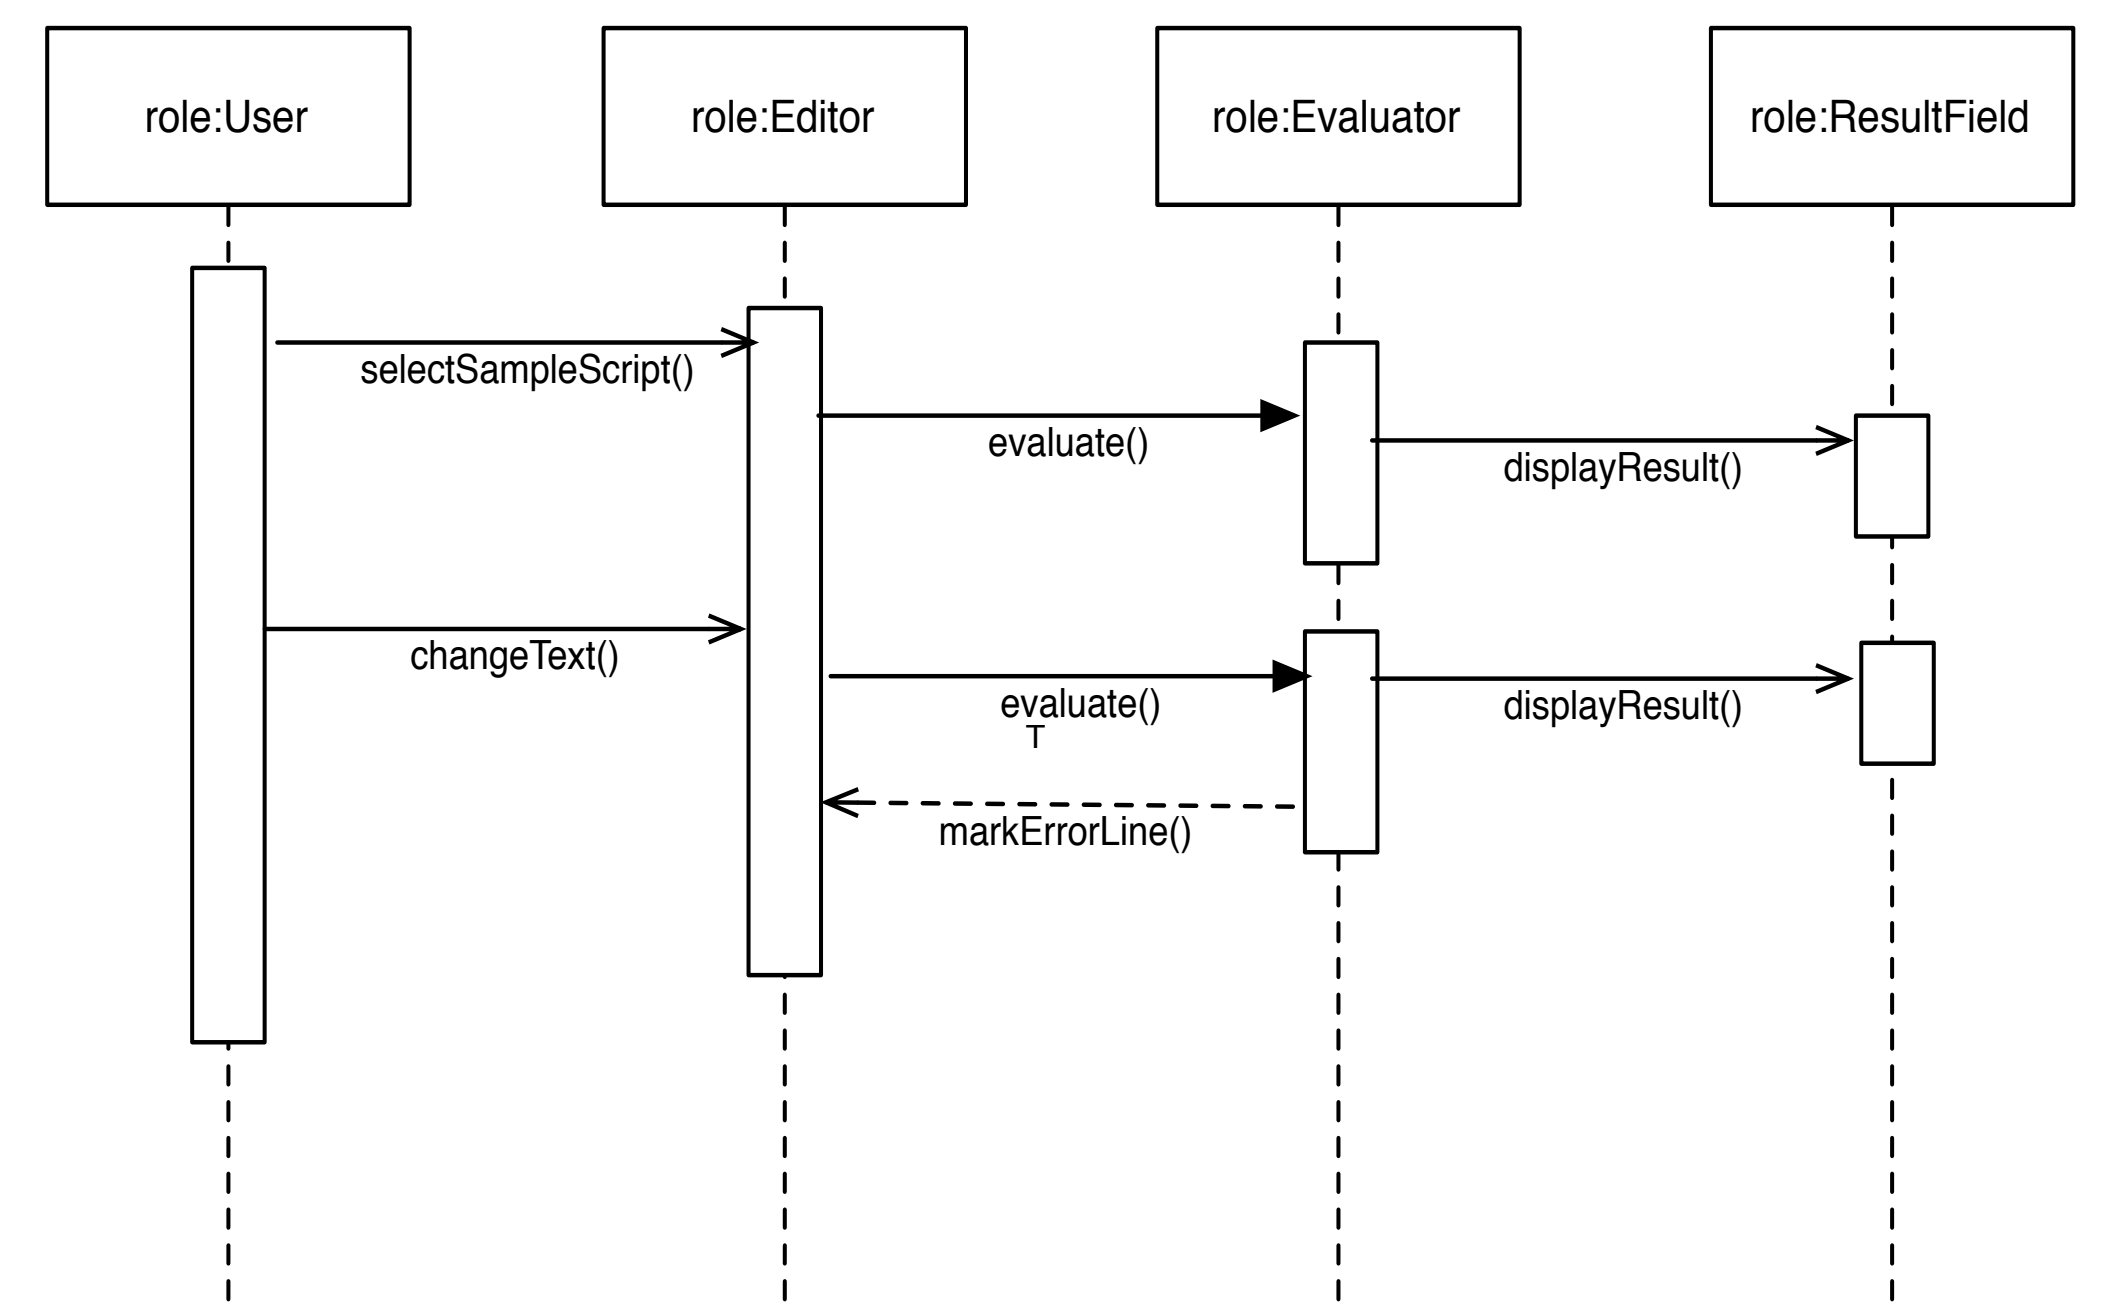 role:User
role:Editor
role:Evaluator
role:ResultField
selectSampleScript()
evaluate()
displayResult()
changeText()
evaluate()
displayResult()
T
markErrorLine()